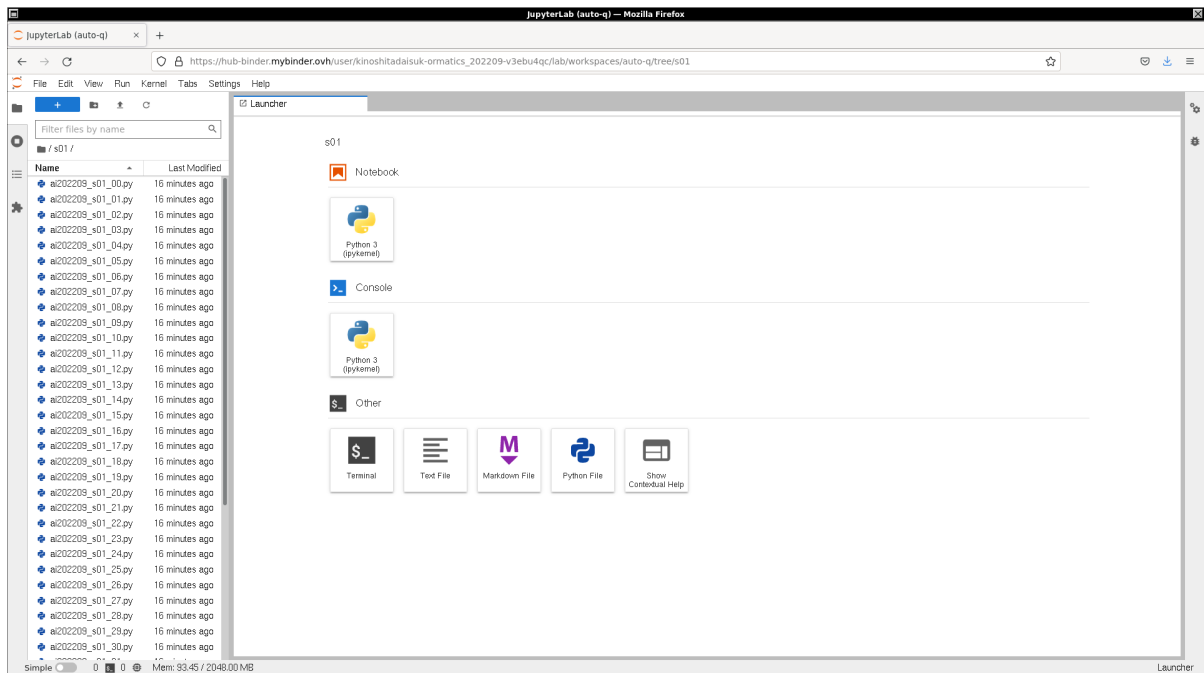 JupyterLab (auto-q) — Mozilla Firefox
JupyterLab (auto-q)
https://hub-binder.mybinder.ovh/user/kinoshitadaisuk-ormatics_202209-v3ebu4qc/lab/workspaces/auto-q/tree/s01
File Edit View Run Kernel Tabs Settings Help
Launcher
Filter files by name
/ s01 /
Name Last Modified
ai202209_s01_00.py 16 minutes ago
ai202209_s01_01.py 16 minutes ago
ai202209_s01_02.py 16 minutes ago
ai202209_s01_03.py 16 minutes ago
ai202209_s01_04.py 16 minutes ago
ai202209_s01_05.py 16 minutes ago
ai202209_s01_06.py 16 minutes ago
ai202209_s01_07.py 16 minutes ago
ai202209_s01_08.py 16 minutes ago
ai202209_s01_09.py 16 minutes ago
ai202209_s01_10.py 16 minutes ago
ai202209_s01_11.py 16 minutes ago
ai202209_s01_12.py 16 minutes ago
ai202209_s01_13.py 16 minutes ago
ai202209_s01_14.py 16 minutes ago
ai202209_s01_15.py 16 minutes ago
ai202209_s01_16.py 16 minutes ago
ai202209_s01_17.py 16 minutes ago
ai202209_s01_18.py 16 minutes ago
ai202209_s01_19.py 16 minutes ago
ai202209_s01_20.py 16 minutes ago
ai202209_s01_21.py 16 minutes ago
ai202209_s01_22.py 16 minutes ago
ai202209_s01_23.py 16 minutes ago
ai202209_s01_24.py 16 minutes ago
ai202209_s01_25.py 16 minutes ago
ai202209_s01_26.py 16 minutes ago
ai202209_s01_27.py 16 minutes ago
ai202209_s01_28.py 16 minutes ago
ai202209_s01_29.py 16 minutes ago
ai202209_s01_30.py 16 minutes ago
s01
Notebook
Python 3
(ipykernel)
Console
Python 3
(ipykernel)
$_ Other
$_
Terminal
Text File
M
Markdown File
Python File
Show
Contextual Help
Simple 0 0 Mem: 93.45 / 2048.00 MB
Launcher